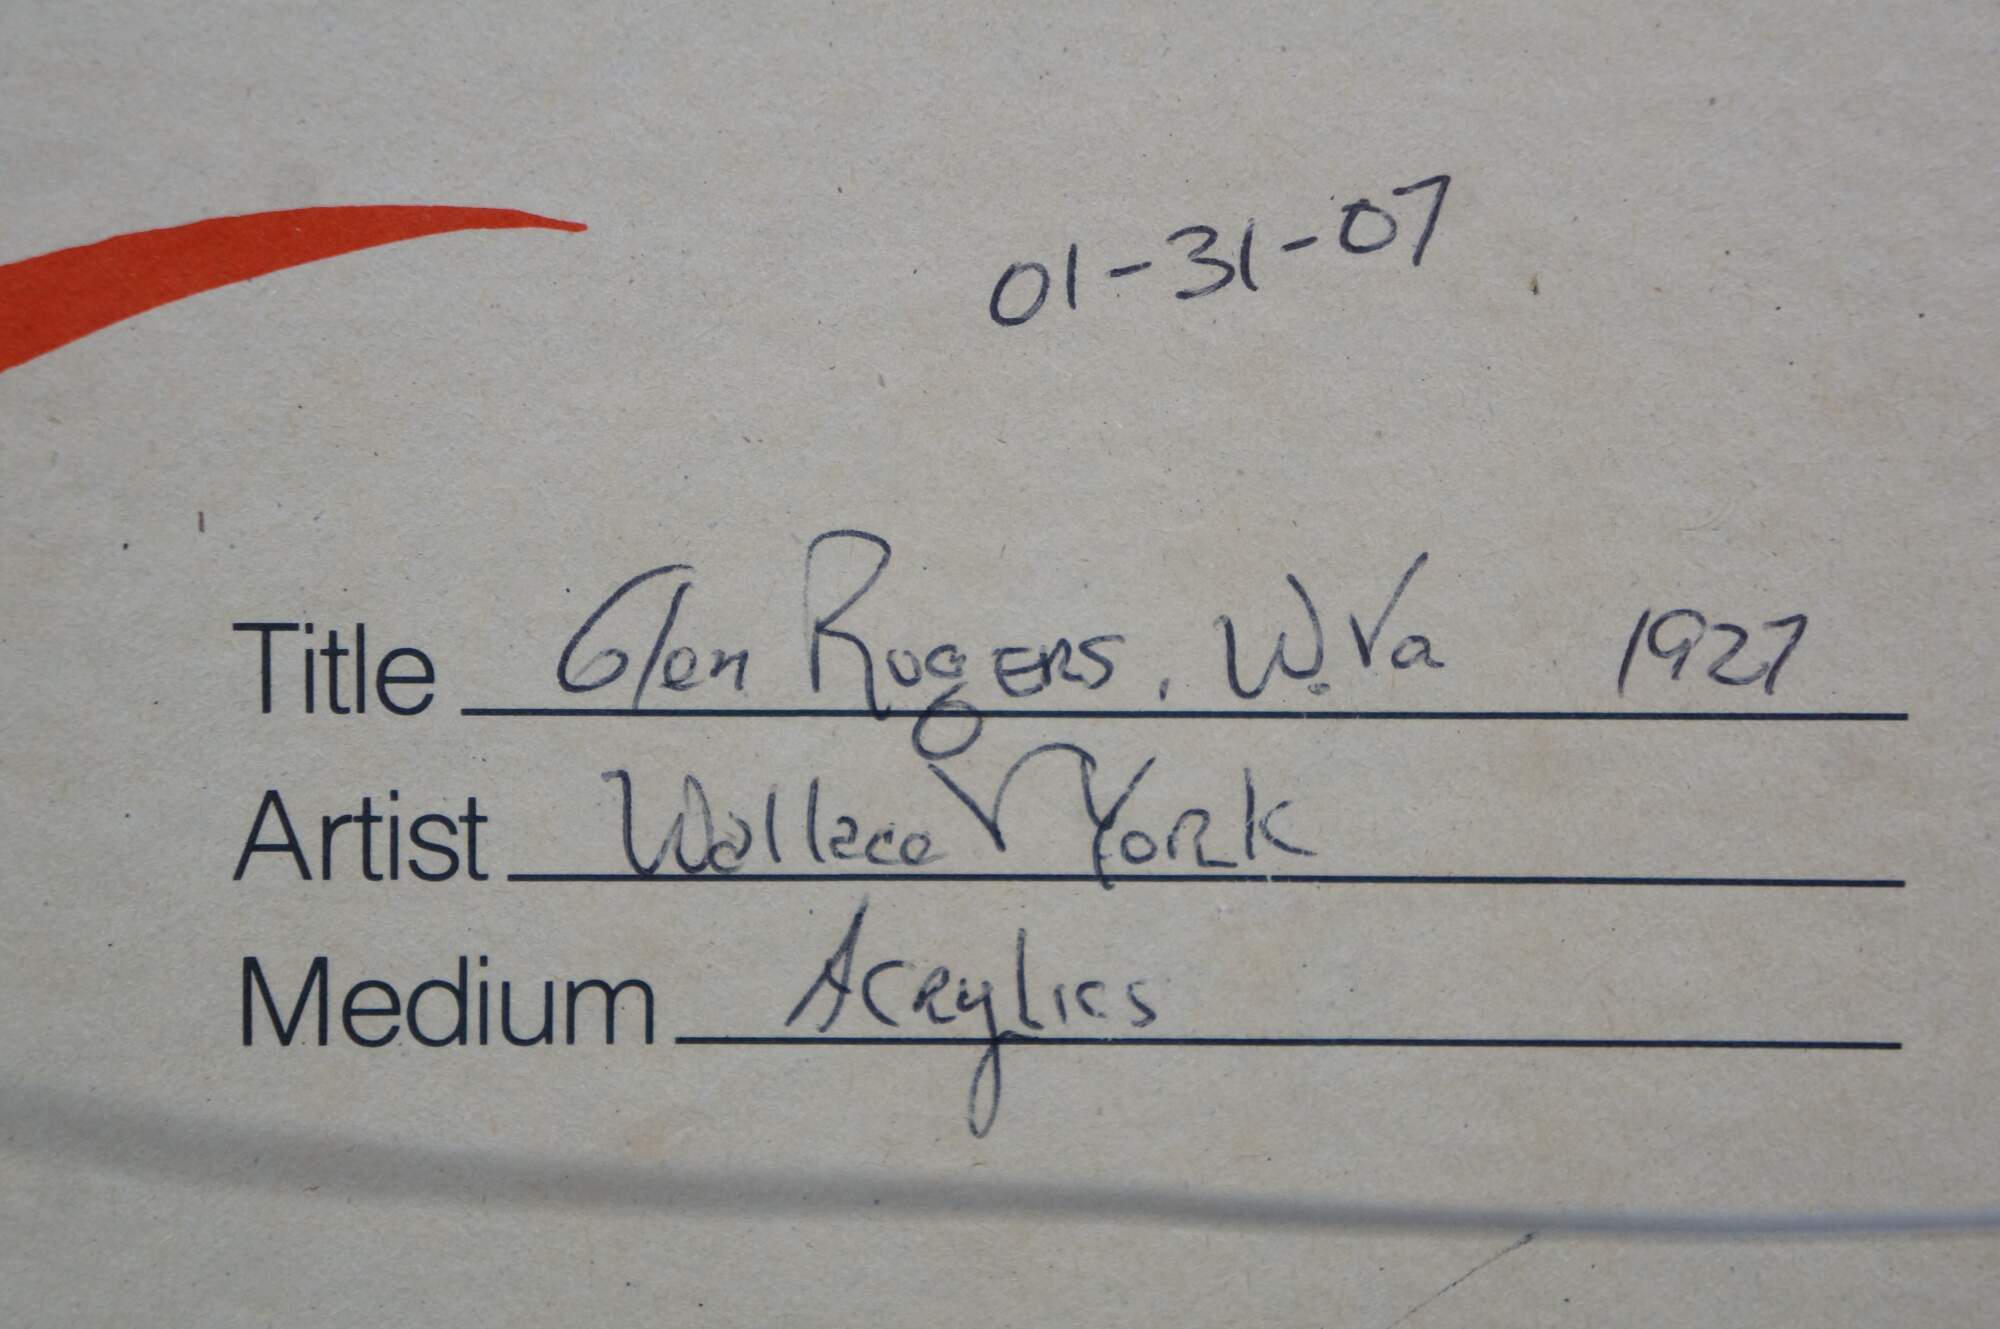 01-31-07
Title Glen Rogers, W.Va 1927
Artist Wallace V York
Medium Acrylics